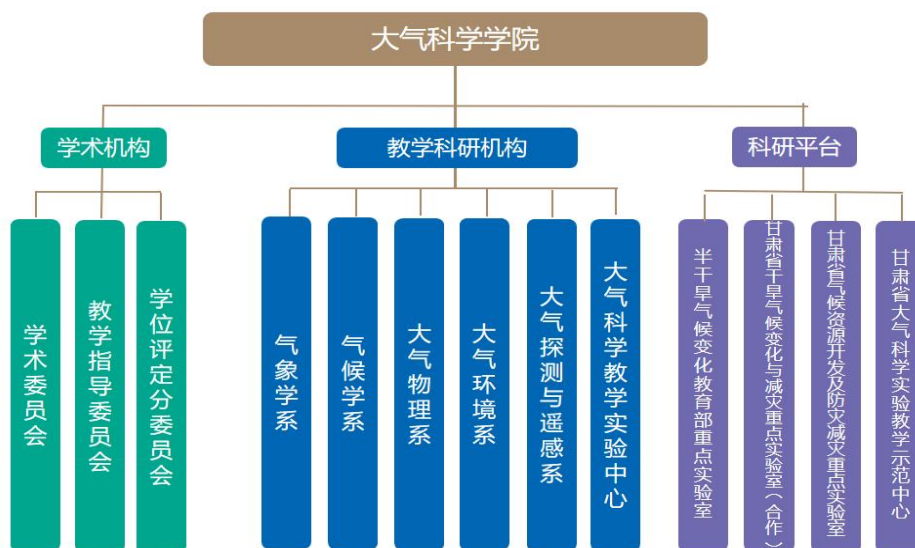 大气科学学院
学术机构
教学科研机构
科研平台
学术委员会
教学指导委员会
学位评定分委员会
气象学系
气候学系
大气物理系
大气环境系
大气探测与遥感系
大气科学教学实验中心
半干旱气候变化教育部重点实验室
甘肃省干旱气候变化与减灾重点实验室（合作）
甘肃省气候资源开发及防灾减灾重点实验室
甘肃省大气科学实验教学示范中心